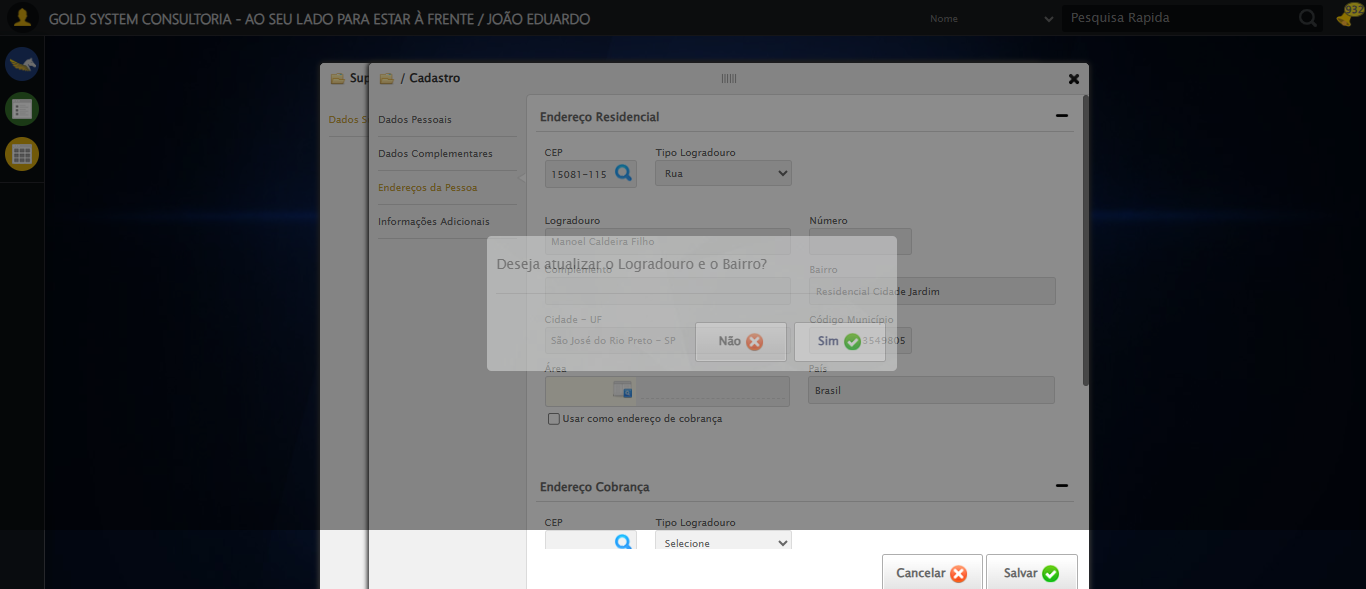 GOLD SYSTEM CONSULTORIA - AO SEU LADO PARA ESTAR À FRENTE / JOÃO EDUARDO
Nome
Pesquisa Rapida
932
Sup
/ Cadastro
Dados S
Dados Pessoais
Dados Complementares
Endereços da Pessoa
Informações Adicionais
Endereço Residencial
CEP
Tipo Logradouro
15081-115
Rua
Logradouro
Número
Manoel Caldeira Filho
Deseja atualizar o Logradouro e o Bairro?
Complemento
Bairro
Residencial Cidade Jardim
Cidade - UF
Código Município
São José do Rio Preto - SP
Não
Sim
3549805
Área
País
Brasil
Usar como endereço de cobrança
Endereço Cobrança
CEP
Tipo Logradouro
Selecione
Cancelar
Salvar